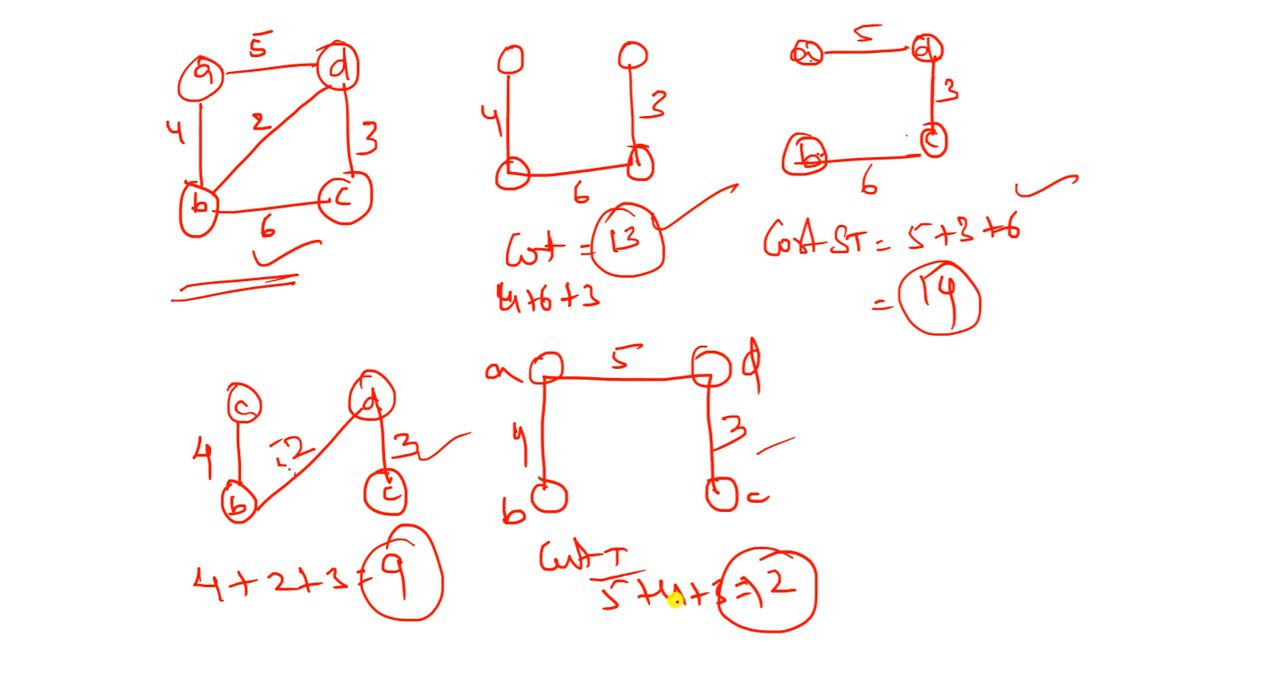 5
a d
4 2 3
b c
6
4 3
6
Cost = 13
4+6+3
5
a d
3
b c
6
Cost ST = 5+3+6
= 14
a d
4 2 3
b c
4+2+3=9
a 5 d
4 3
b c
Cost T
5+4+3=12